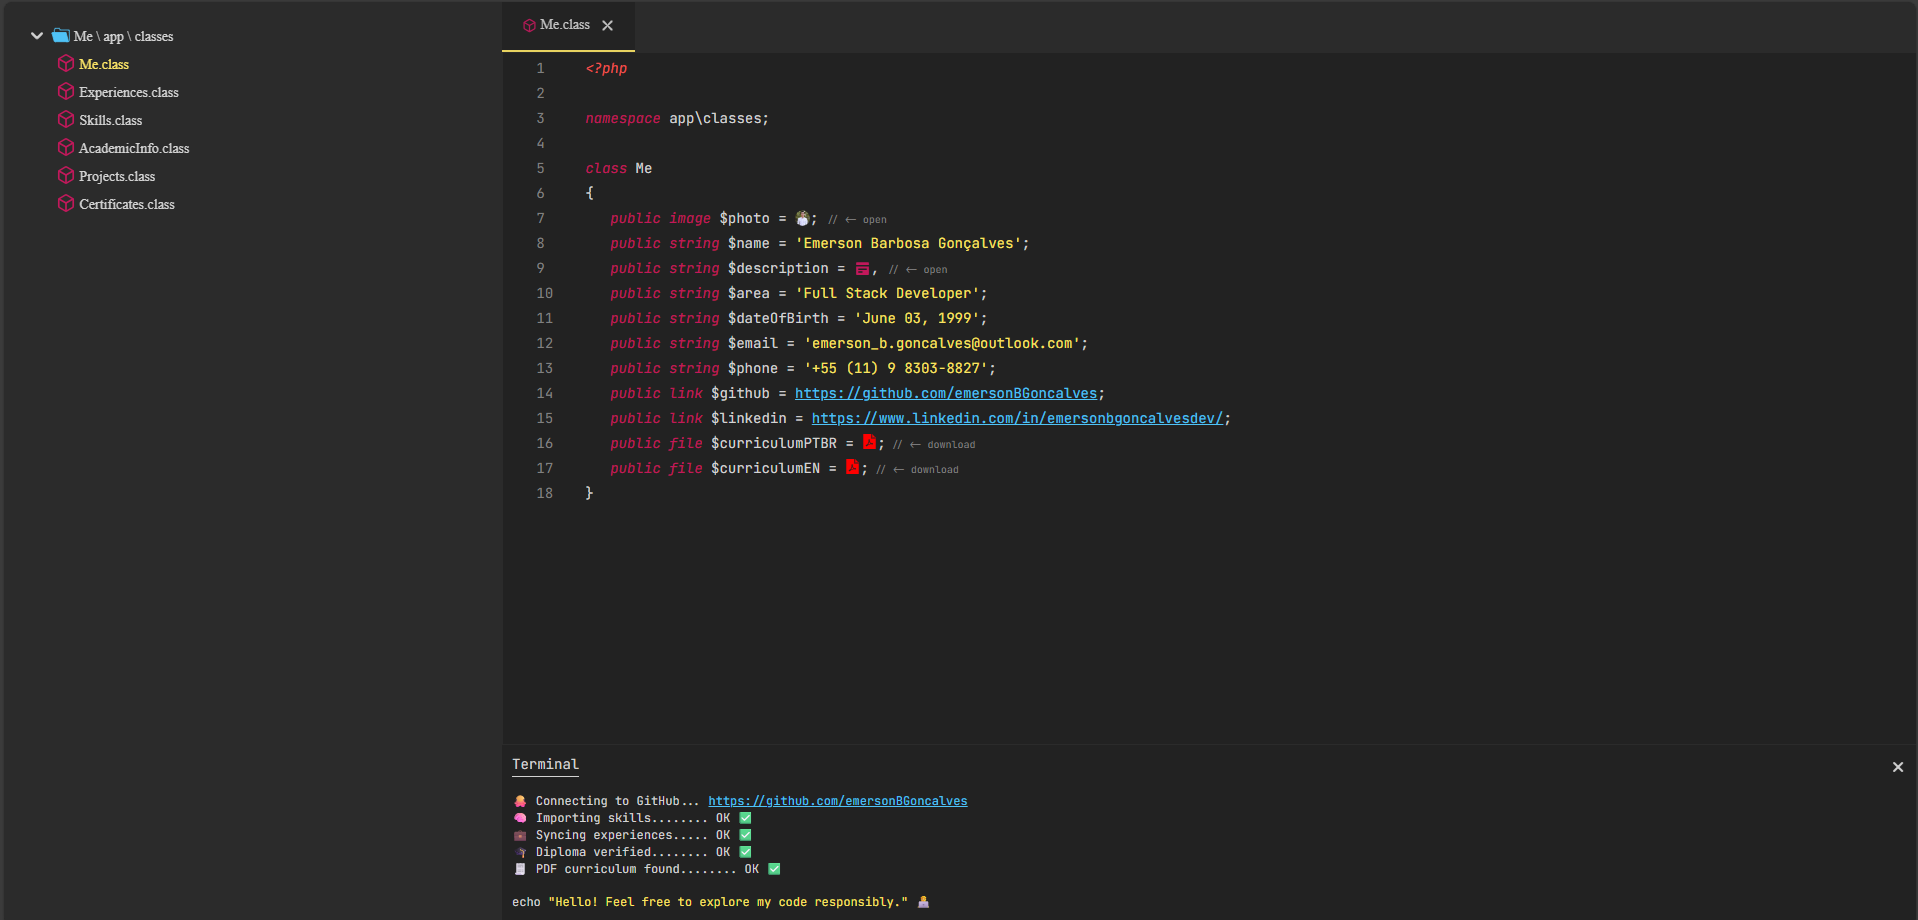 Me \ app \ classes
Me.class
Experiences.class
Skills.class
AcademicInfo.class
Projects.class
Certificates.class
Me.class
1 <?php
2
3 namespace app\classes;
4
5 class Me
6 {
7 public image $photo = ; // ← open
8 public string $name = 'Emerson Barbosa Gonçalves';
9 public string $description = , // ← open
10 public string $area = 'Full Stack Developer';
11 public string $dateOfBirth = 'June 03, 1999';
12 public string $email = 'emerson_b.goncalves@outlook.com';
13 public string $phone = '+55 (11) 9 8303-8827';
14 public link $github = https://github.com/emersonBGoncalves;
15 public link $linkedin = https://www.linkedin.com/in/emersonbgoncalvesdev/;
16 public file $curriculumPTBR = ; // ← download
17 public file $curriculumEN = ; // ← download
18 }
Terminal
Connecting to GitHub... https://github.com/emersonBGoncalves
Importing skills........ OK ✅
Syncing experiences..... OK ✅
Diploma verified........ OK ✅
PDF curriculum found........ OK ✅
echo "Hello! Feel free to explore my code responsibly."